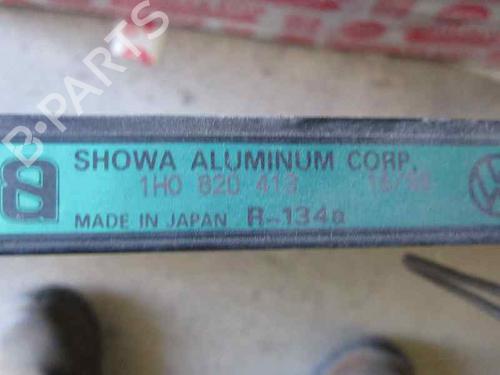 B-PARTS
SHOWA ALUMINUM CORP.
1H0 820 413
MADE IN JAPAN R-134a